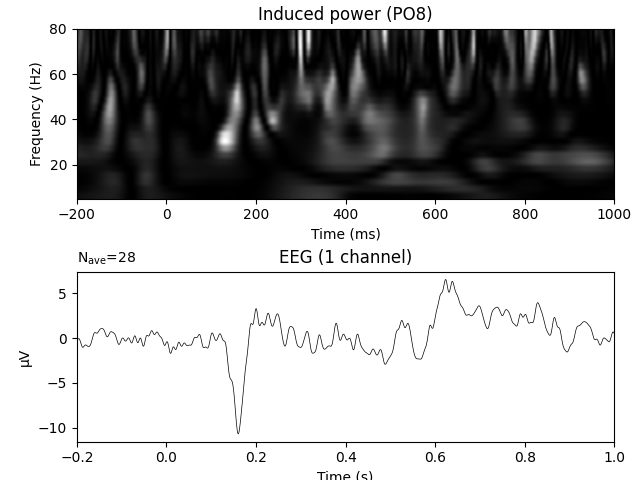 Induced power (PO8)
80
60
40
20
Frequency (Hz)
−200 0 200 400 600 800 1000
Time (ms)
Nave=28
EEG (1 channel)
5
0
−5
−10
µV
−0.2 0.0 0.2 0.4 0.6 0.8 1.0
Time (s)